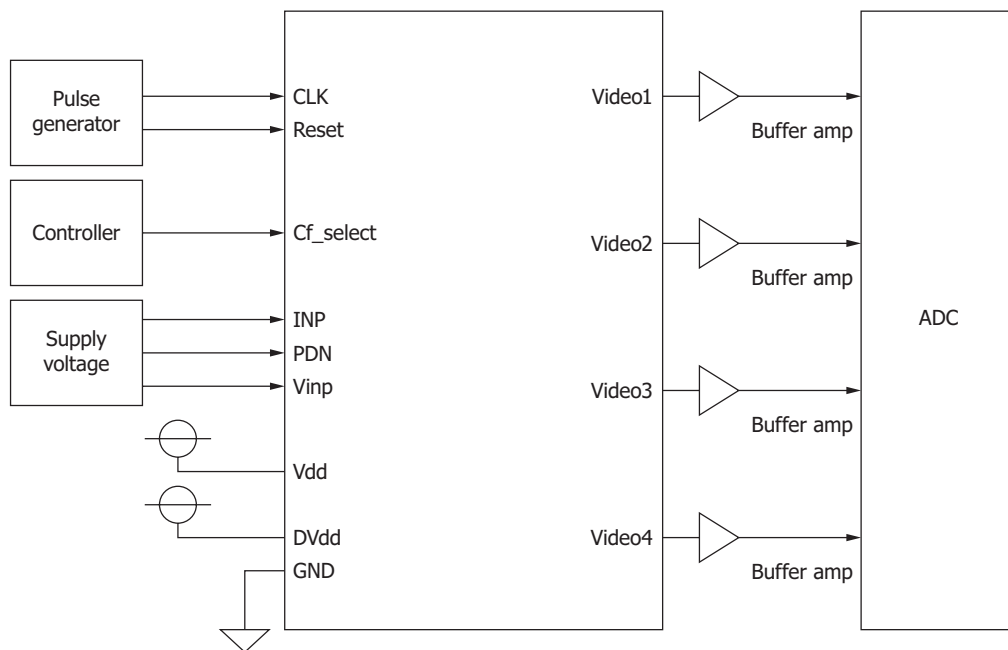 Pulse
generator
Controller
Supply
voltage
CLK
Reset
Cf_select
INP
PDN
Vinp
Vdd
DVdd
GND
Video1
Video2
Video3
Video4
Buffer amp
Buffer amp
Buffer amp
Buffer amp
ADC